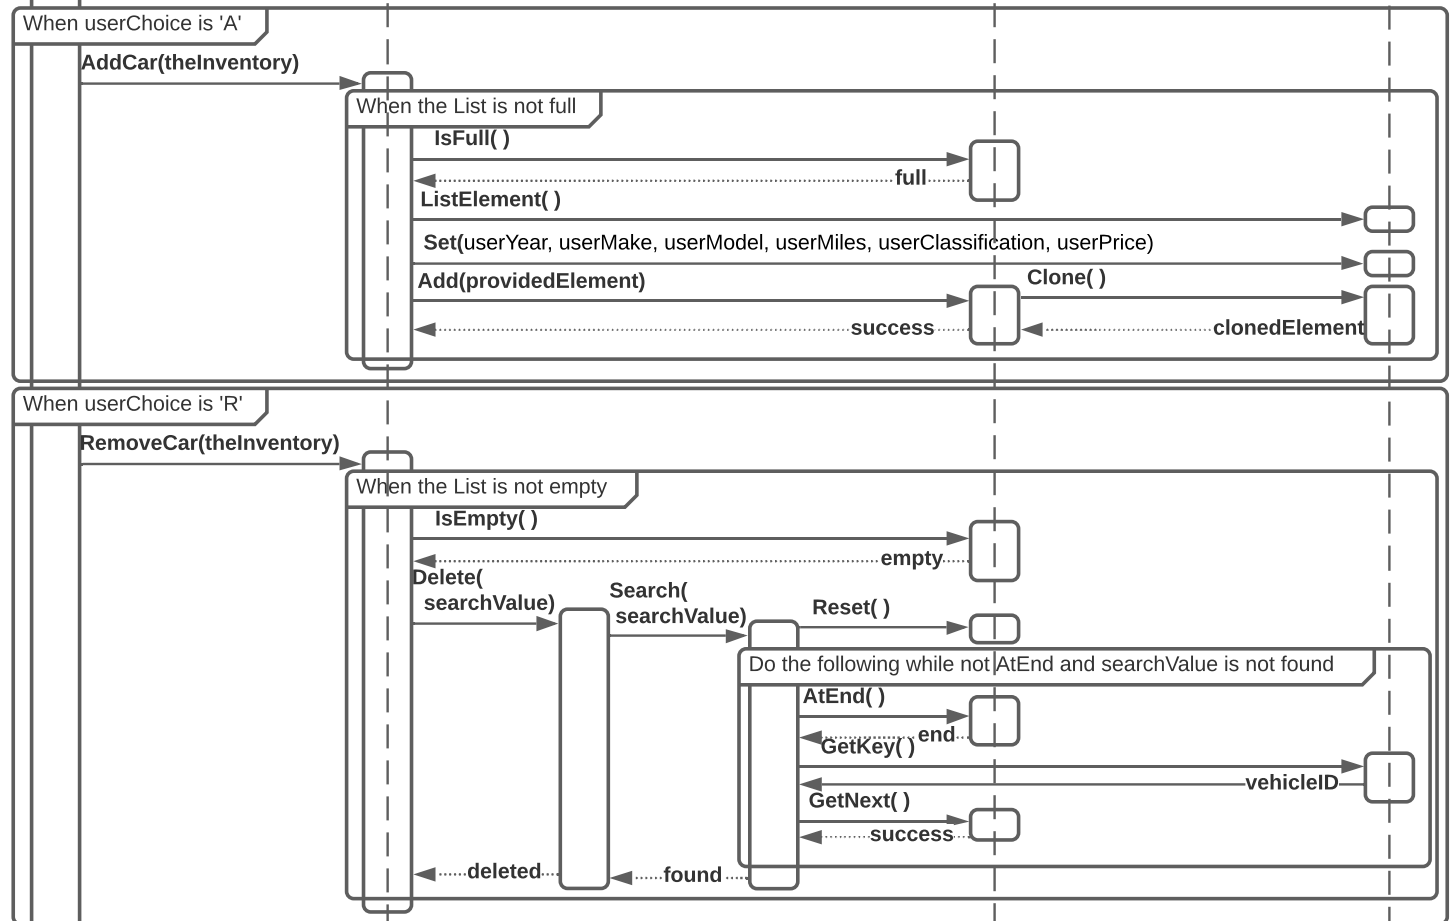 When userChoice is 'A'
AddCar(theInventory)
When the List is not full
IsFull( )
full
ListElement( )
Set(userYear, userMake, userModel, userMiles, userClassification, userPrice)
Add(providedElement)
Clone( )
success
clonedElement
When userChoice is 'R'
RemoveCar(theInventory)
When the List is not empty
IsEmpty( )
empty
Delete(
searchValue)
Search(
searchValue)
Reset( )
Do the following while not AtEnd and searchValue is not found
AtEnd( )
end
GetKey( )
vehicleID
GetNext( )
success
deleted
found